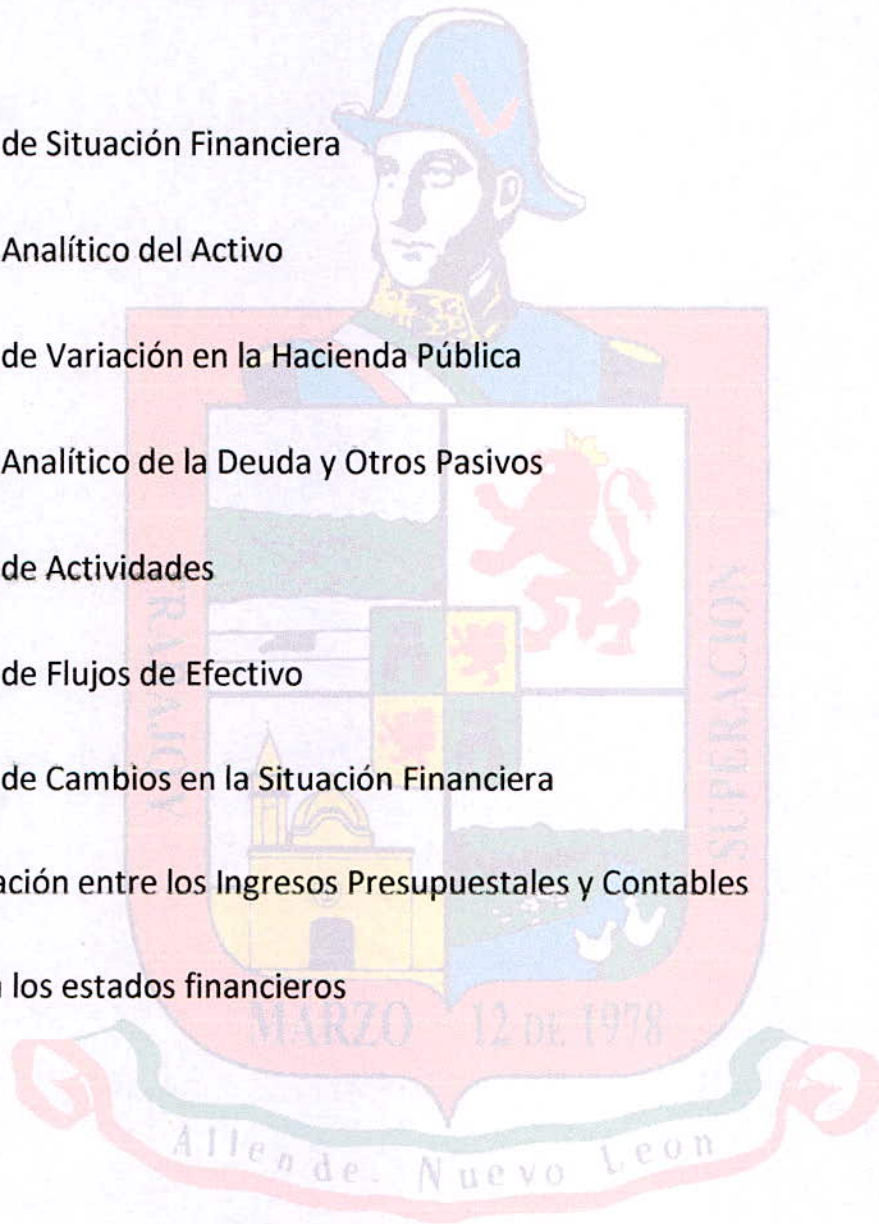 de Situación Financiera
Analítico del Activo
de Variación en la Hacienda Pública
Analítico de la Deuda y Otros Pasivos
de Actividades
de Flujos de Efectivo
de Cambios en la Situación Financiera
ación entre los Ingresos Presupuestales y Contables
los estados financieros
TRABAJO Y
SUPERACION
MARZO 12 DE 1978
Allende. Nuevo Leon